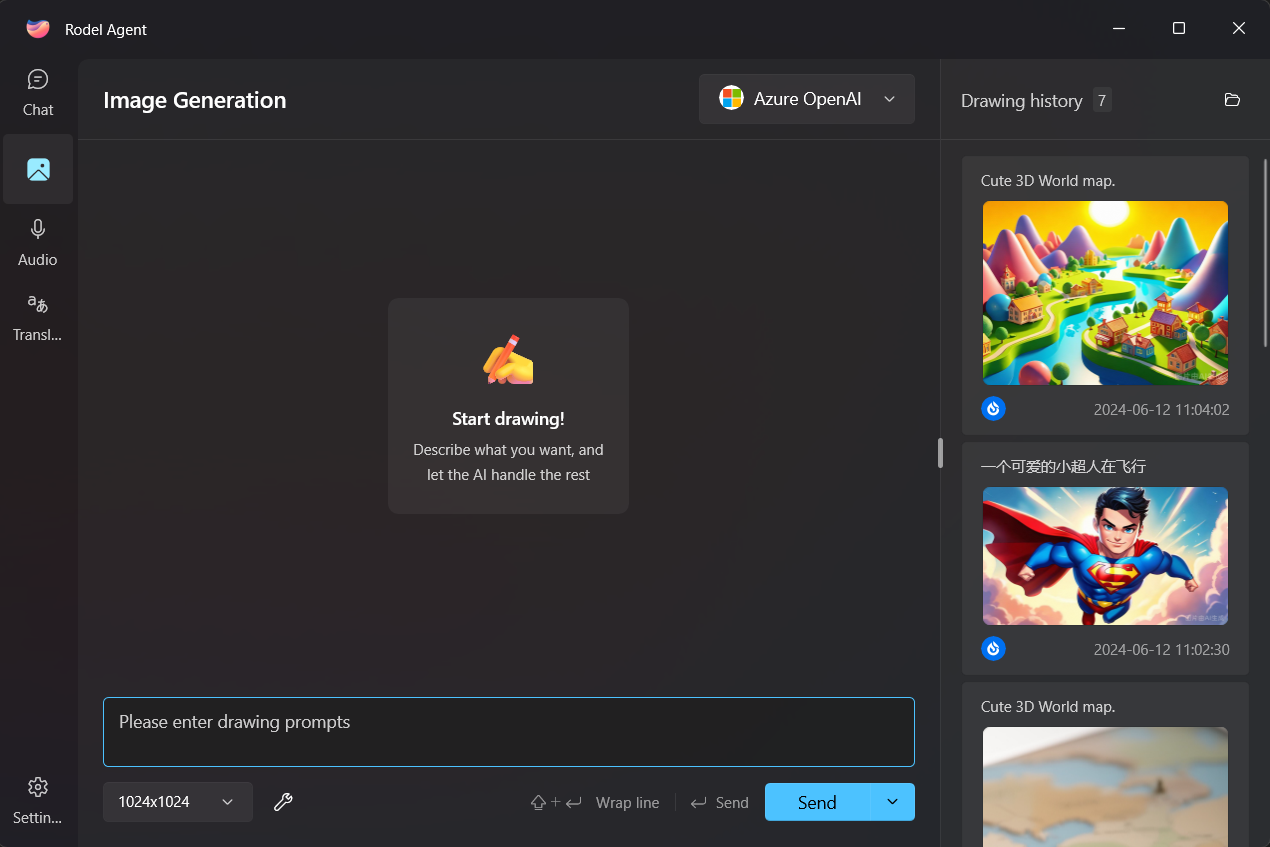 Rodel Agent
Chat
Audio
Transl...
Settin...
Image Generation
Azure OpenAI
Start drawing!
Describe what you want, and
let the AI handle the rest
Please enter drawing prompts
1024x1024
+ Wrap line
Send
Send
Drawing history 7
Cute 3D World map.
2024-06-12 11:04:02
一个可爱的小超人在飞行
2024-06-12 11:02:30
Cute 3D World map.